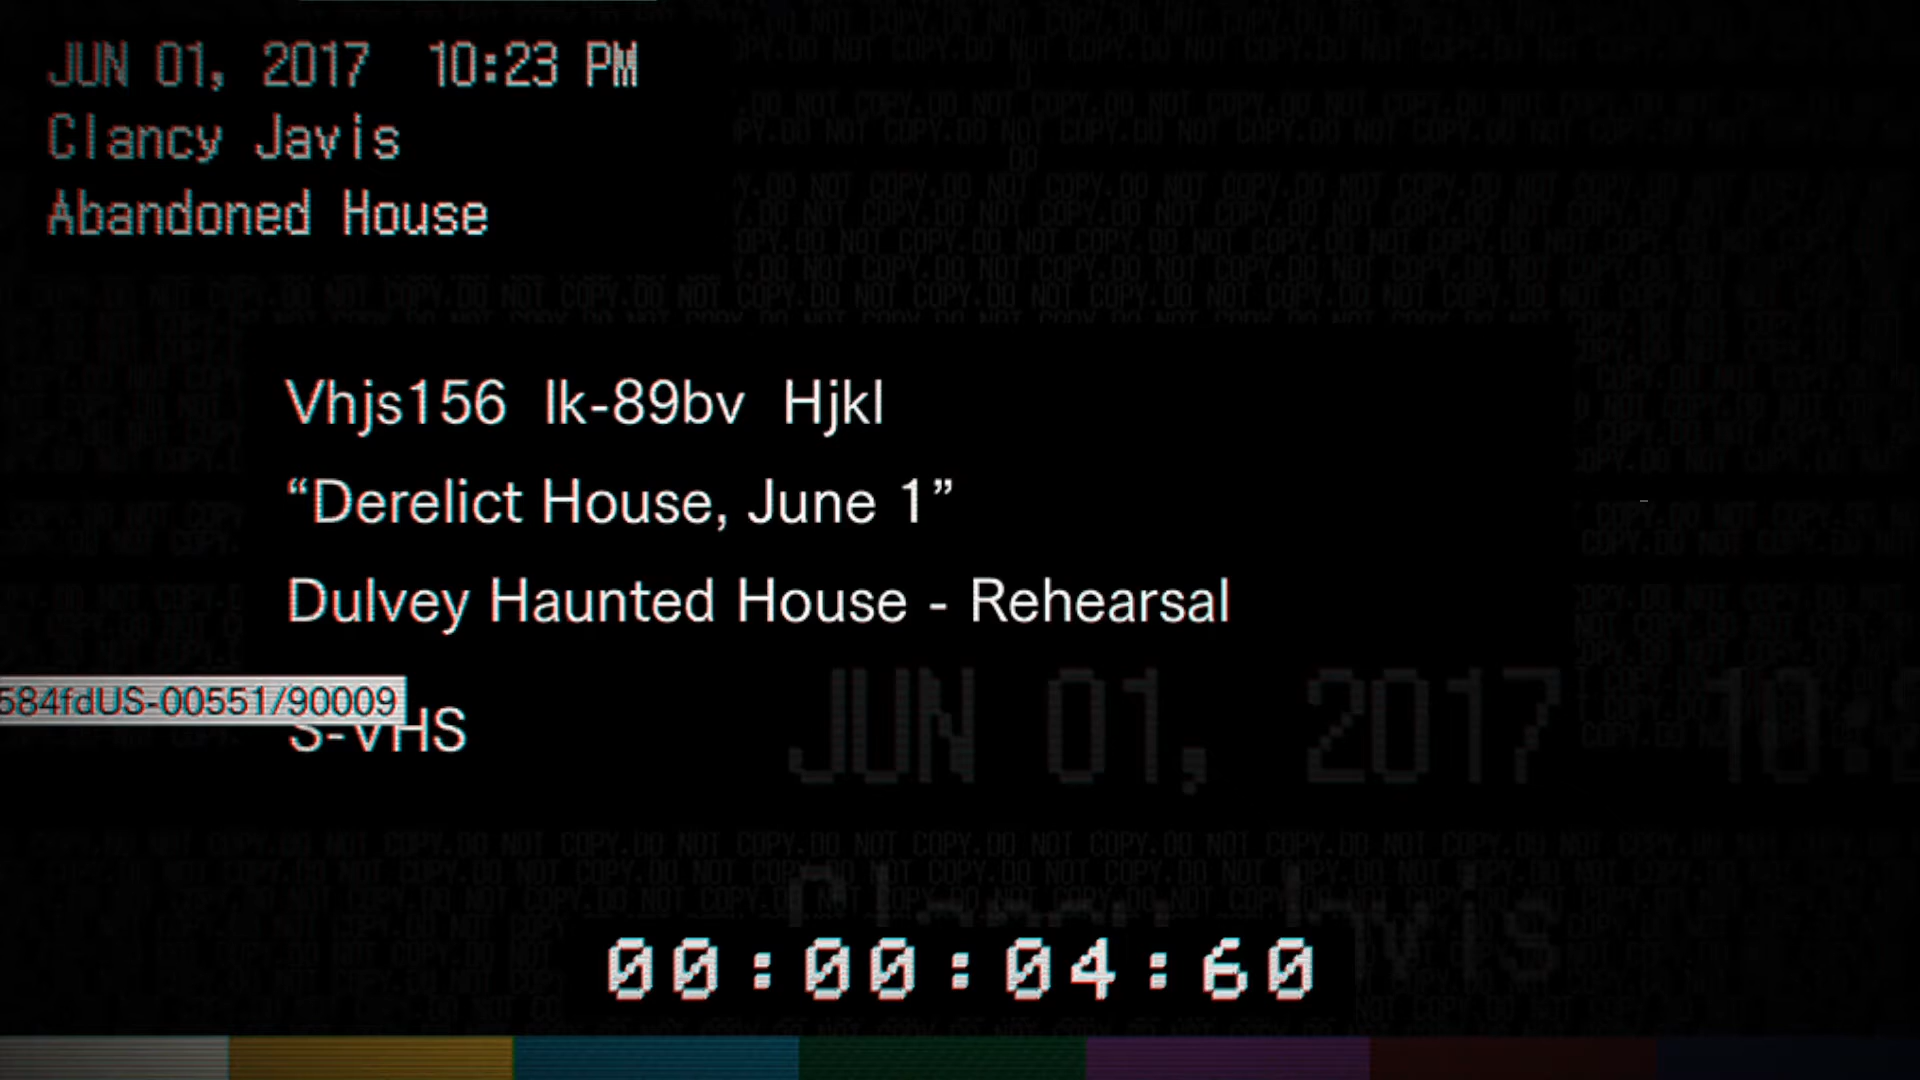 JUN 01, 2017 10:23 PM
Clancy Javis
Abandoned House
Vhjs156 lk-89bv Hjkl
“Derelict House, June 1”
Dulvey Haunted House - Rehearsal
584fdUS-00551/90009
S-VHS
JUN 01, 2017
00:00:04:60